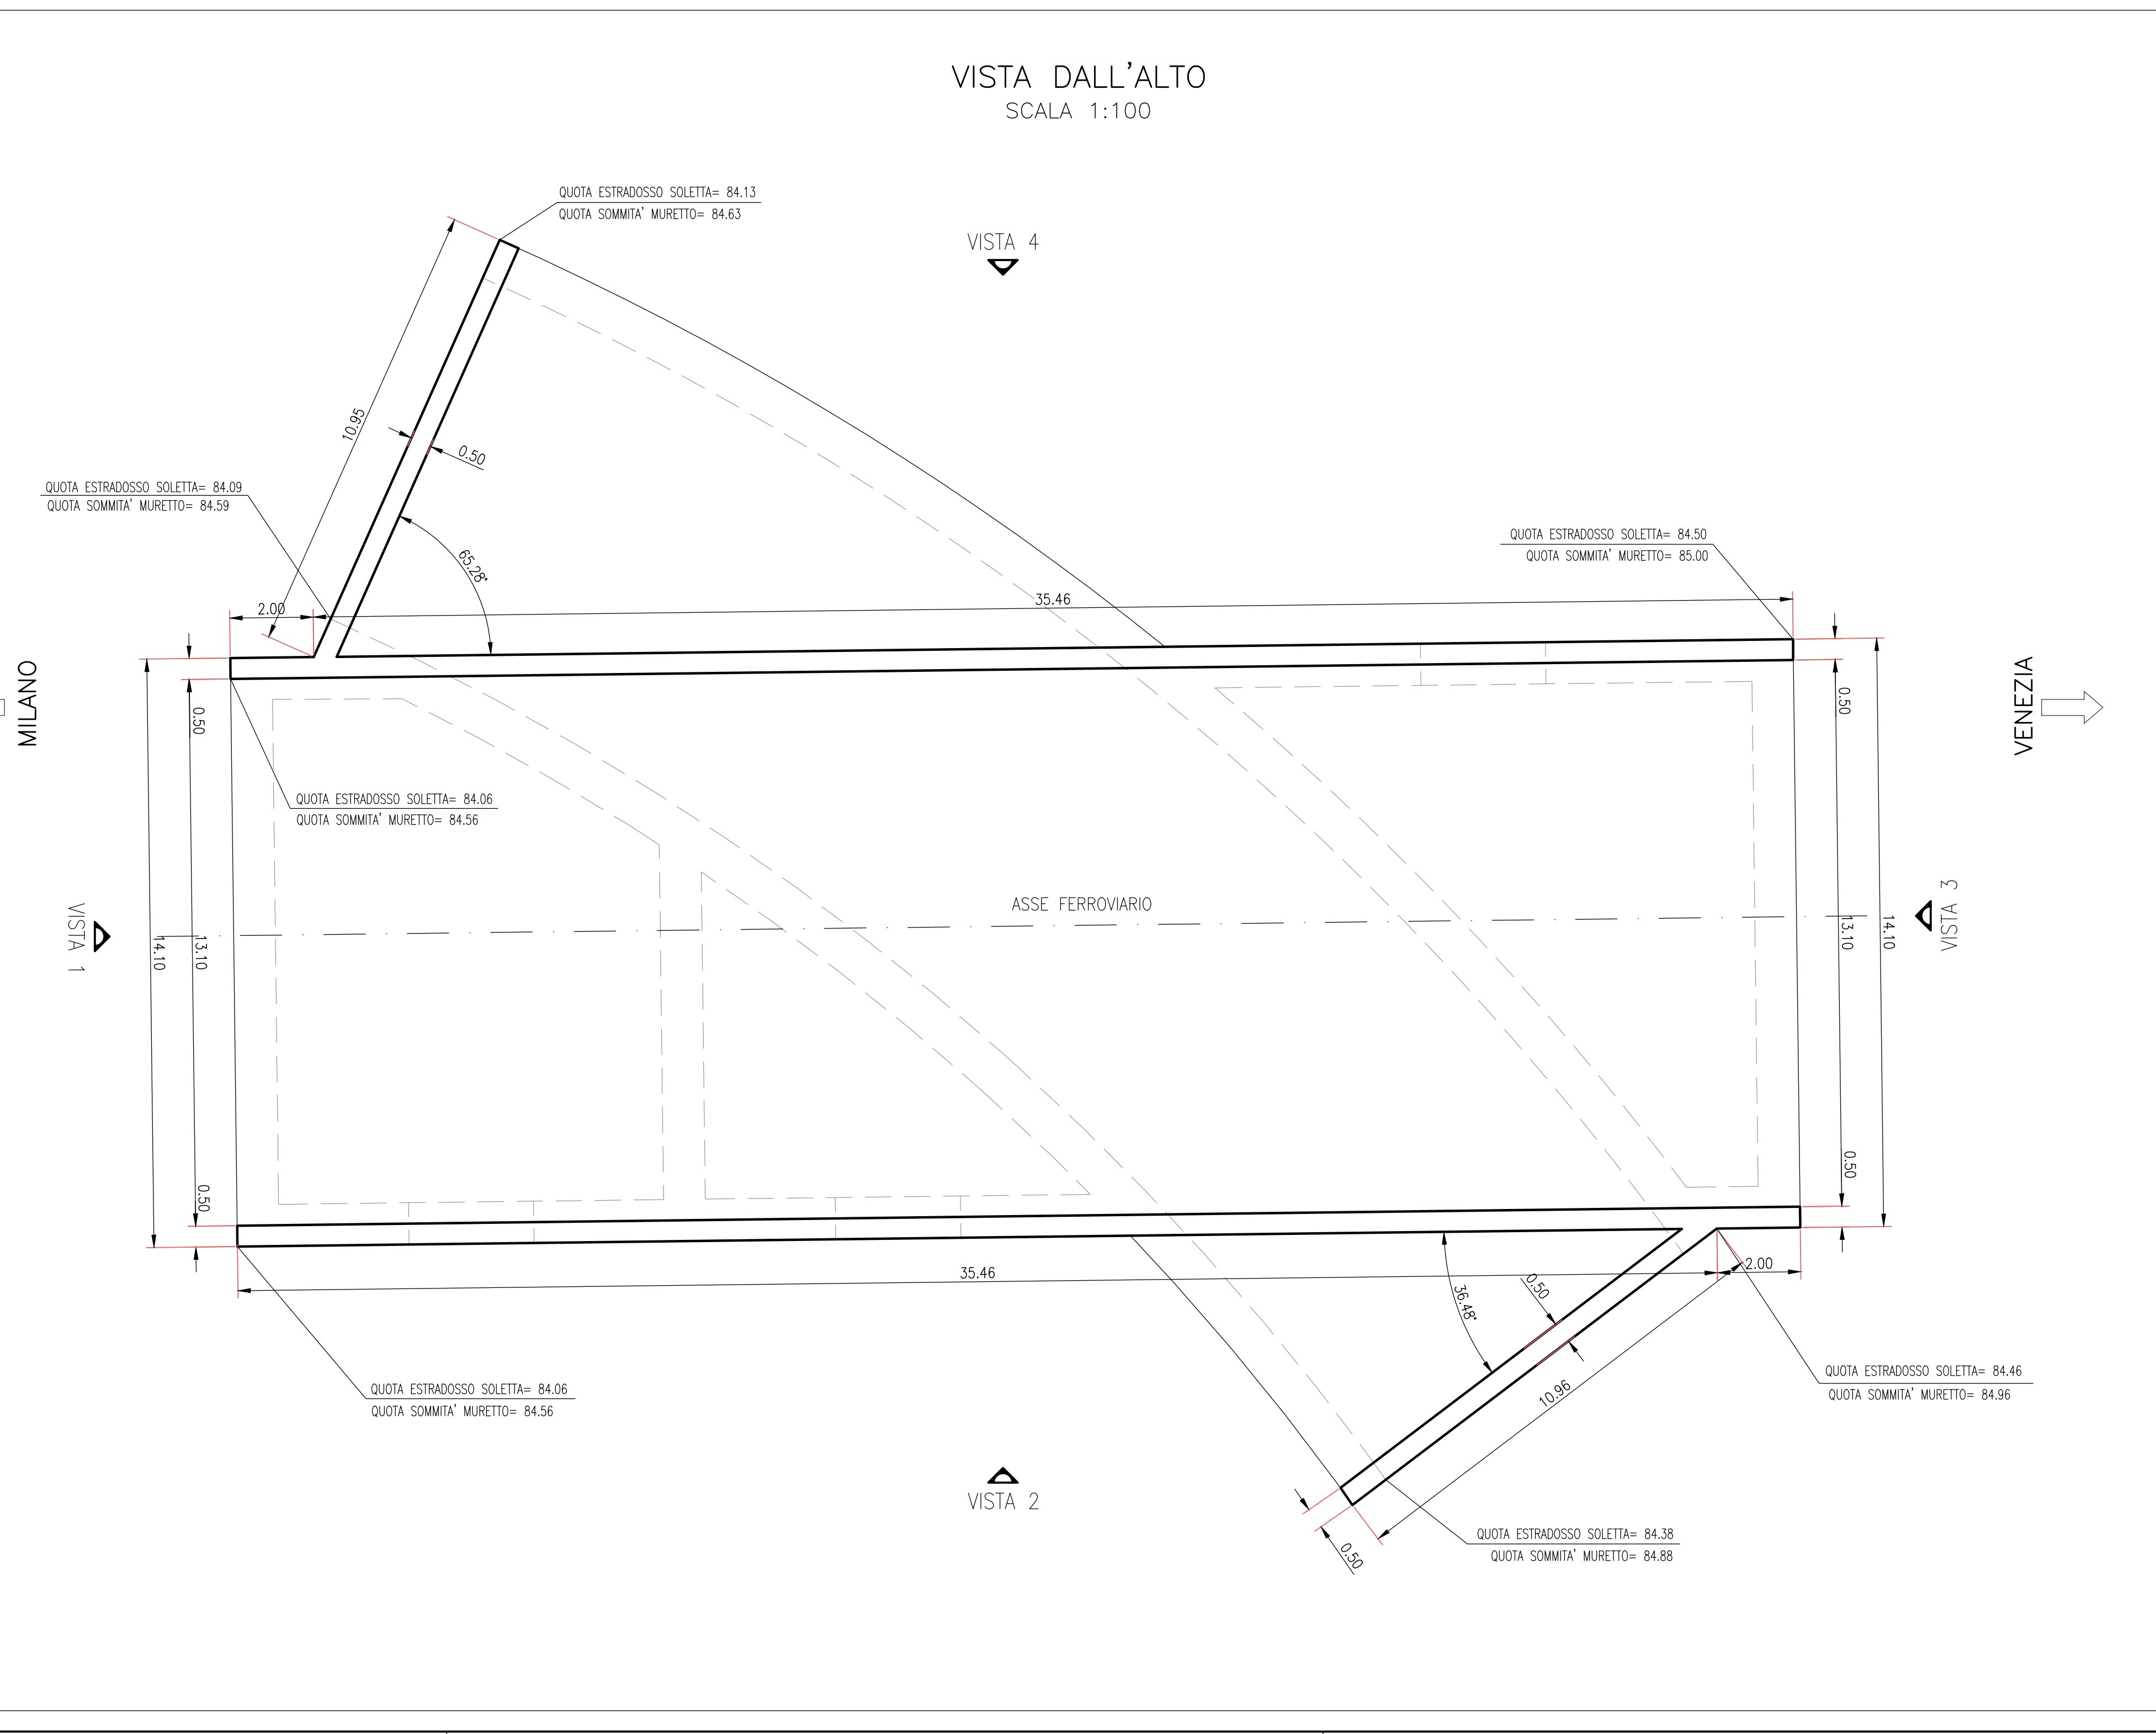 VISTA DALL'ALTO
SCALA 1:100
QUOTA ESTRADOSSO SOLETTA= 84.13
QUOTA SOMMITA' MURETTO= 84.63
VISTA 4
10.95
0.50
QUOTA ESTRADOSSO SOLETTA= 84.09
QUOTA SOMMITA' MURETTO= 84.59
65.28°
QUOTA ESTRADOSSO SOLETTA= 84.50
QUOTA SOMMITA' MURETTO= 85.00
2.00
35.46
MILANO
VENEZIA
0.50
0.50
QUOTA ESTRADOSSO SOLETTA= 84.06
QUOTA SOMMITA' MURETTO= 84.56
ASSE FERROVIARIO
VISTA 1
14.10
13.10
13.10
14.10
VISTA 3
0.50
0.50
35.46
2.00
36.48°
0.50
10.96
QUOTA ESTRADOSSO SOLETTA= 84.06
QUOTA SOMMITA' MURETTO= 84.56
QUOTA ESTRADOSSO SOLETTA= 84.46
QUOTA SOMMITA' MURETTO= 84.96
VISTA 2
0.50
QUOTA ESTRADOSSO SOLETTA= 84.38
QUOTA SOMMITA' MURETTO= 84.88